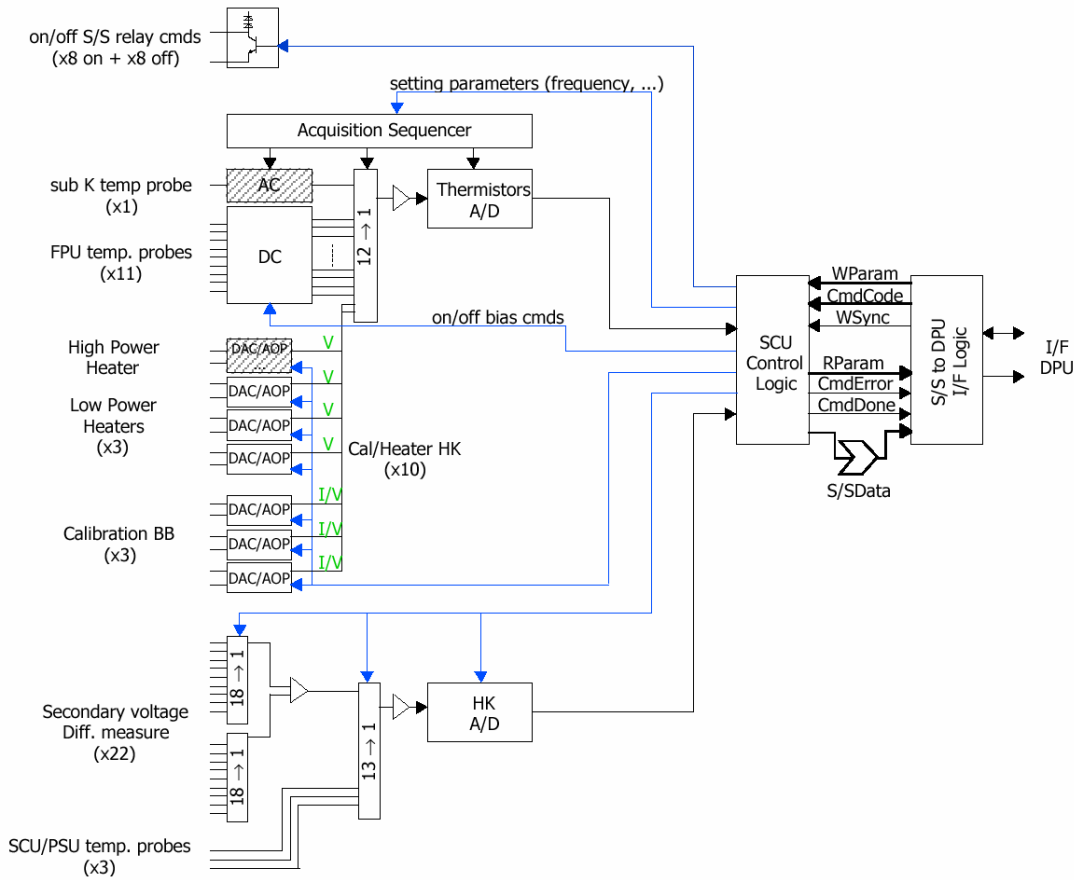 on/off S/S relay cmds
(x8 on + x8 off)
setting parameters (frequency, ...)
Acquisition Sequencer
sub K temp probe
(x1)
AC
Thermistors
A/D
12 → 1
FPU temp. probes
(x11)
DC
on/off bias cmds
SCU
Control
Logic
WParam
CmdCode
WSync
RParam
CmdError
CmdDone
S/SData
S/S to DPU
I/F Logic
I/F
DPU
High Power
Heater
DAC/AOP
V
Low Power
Heaters
(x3)
DAC/AOP
V
DAC/AOP
V
DAC/AOP
V
Cal/Heater HK
(x10)
Calibration BB
(x3)
DAC/AOP
I/V
DAC/AOP
I/V
DAC/AOP
I/V
Secondary voltage
Diff. measure
(x22)
18 → 1
18 → 1
13 → 1
HK
A/D
SCU/PSU temp. probes
(x3)